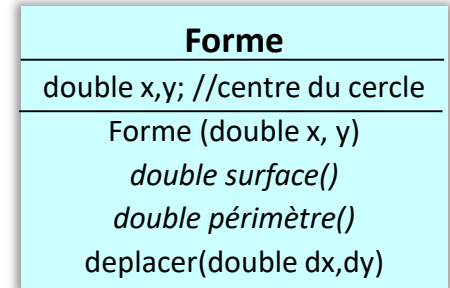 Forme
double x,y; //centre du cercle
Forme (double x, y)
double surface()
double périmètre()
deplacer(double dx,dy)